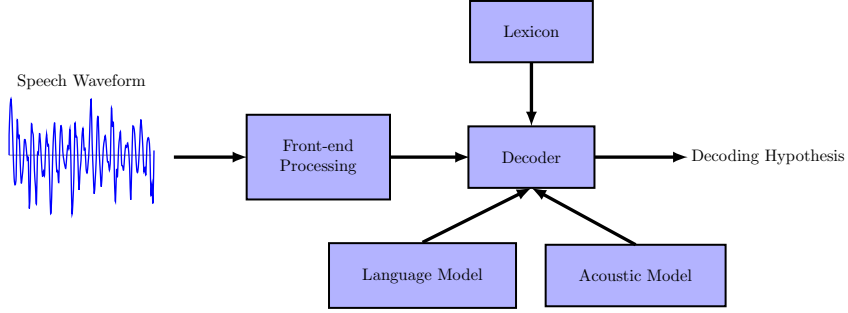 Lexicon
Speech Waveform
Front-end
Processing
Decoder
Decoding Hypothesis
Language Model
Acoustic Model